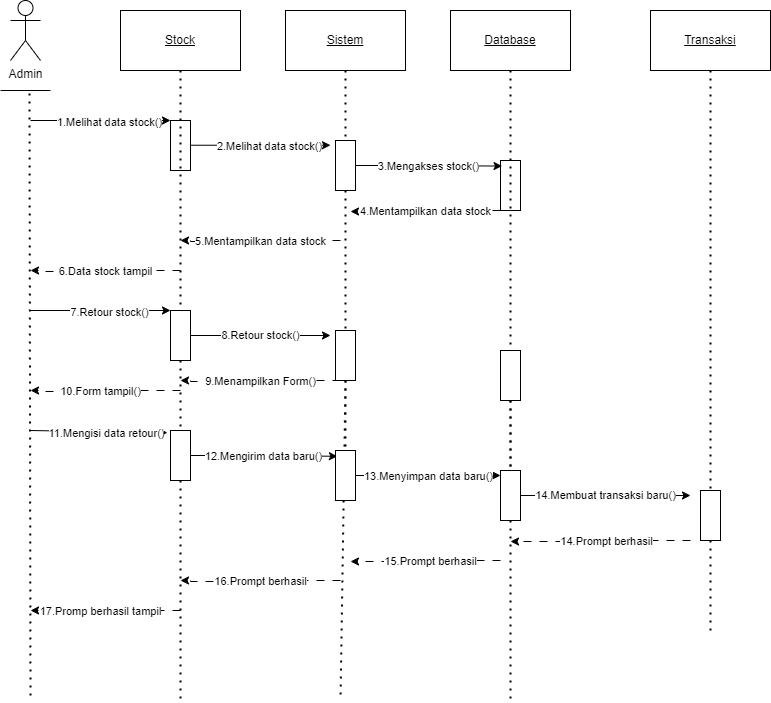 Admin
Stock
Sistem
Database
Transaksi
1.Melihat data stock()
2.Melihat data stock()
3.Mengakses stock()
4.Mentampilkan data stock
5.Mentampilkan data stock
6.Data stock tampil
7.Retour stock()
8.Retour stock()
9.Menampilkan Form()
10.Form tampil()
11.Mengisi data retour()
12.Mengirim data baru()
13.Menyimpan data baru()
14.Membuat transaksi baru()
14.Prompt berhasil
15.Prompt berhasil
16.Prompt berhasil
17.Promp berhasil tampil